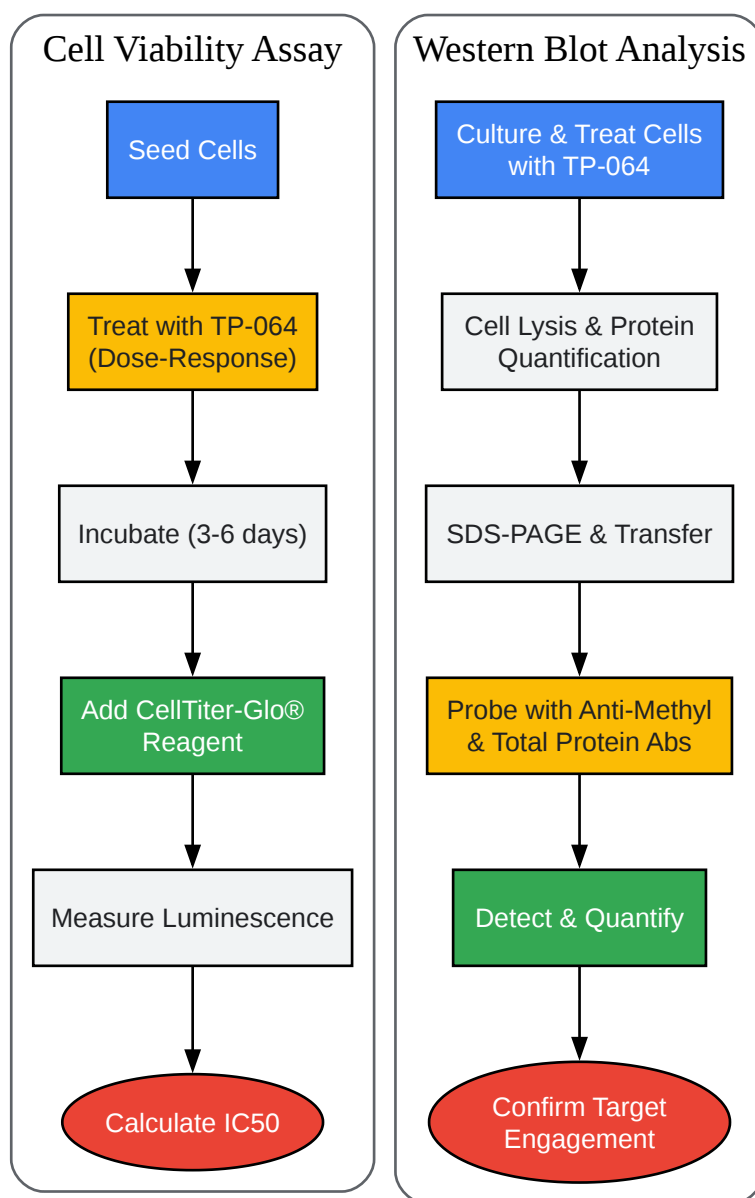 Cell Viability Assay
Seed Cells
Treat with TP-064
(Dose-Response)
Incubate (3-6 days)
Add CellTiter-Glo®
Reagent
Measure Luminescence
Calculate IC50
Western Blot Analysis
Culture & Treat Cells
with TP-064
Cell Lysis & Protein
Quantification
SDS-PAGE & Transfer
Probe with Anti-Methyl
& Total Protein Abs
Detect & Quantify
Confirm Target
Engagement